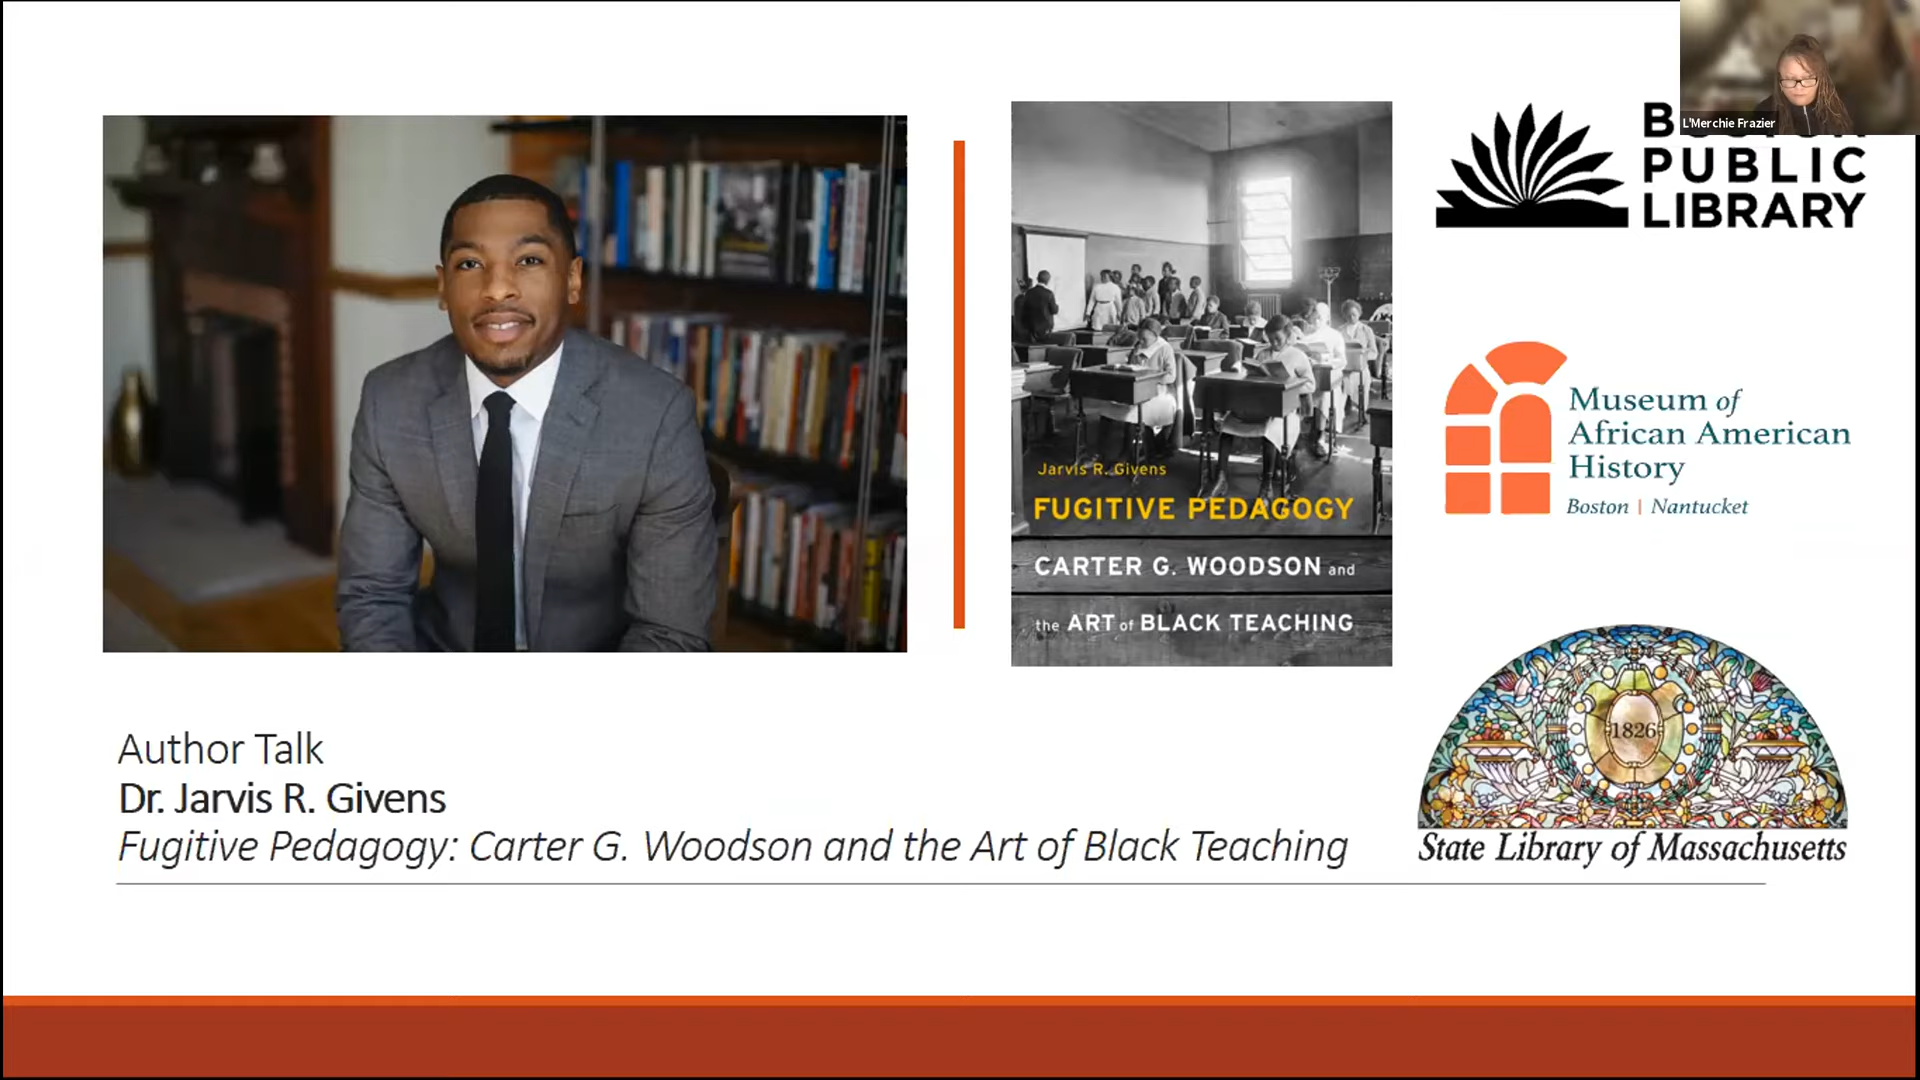 L'Merchie Frazier
PUBLIC
LIBRARY
Jarvis R. Givens
FUGITIVE PEDAGOGY
CARTER G. WOODSON and
the ART of BLACK TEACHING
Museum of
African American
History
Boston | Nantucket
1826
State Library of Massachusetts
Author Talk
Dr. Jarvis R. Givens
Fugitive Pedagogy: Carter G. Woodson and the Art of Black Teaching